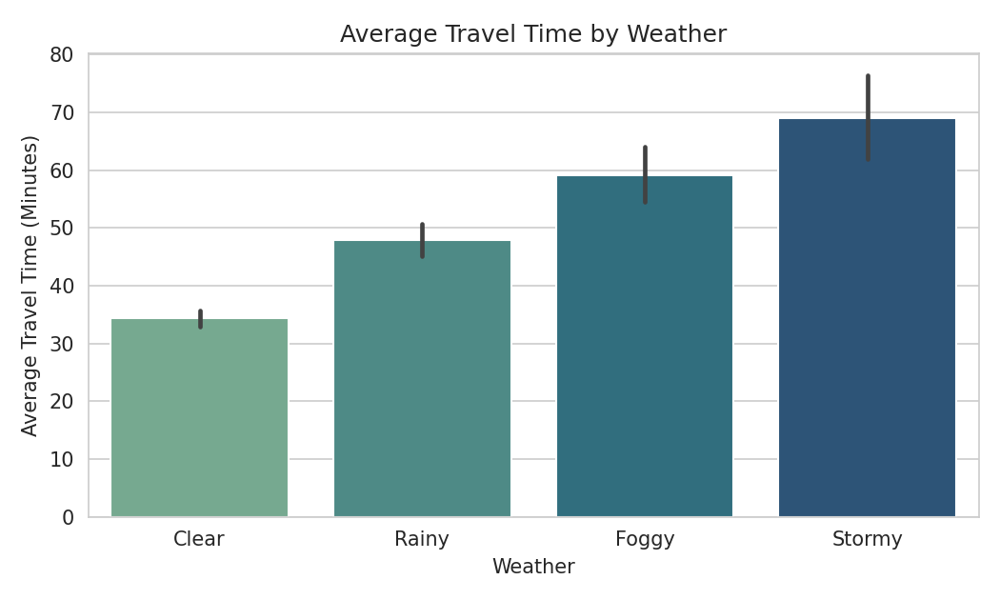 Average Travel Time by Weather
Average Travel Time (Minutes)
80
70
60
50
40
30
20
10
0
Clear Rainy Foggy Stormy
Weather